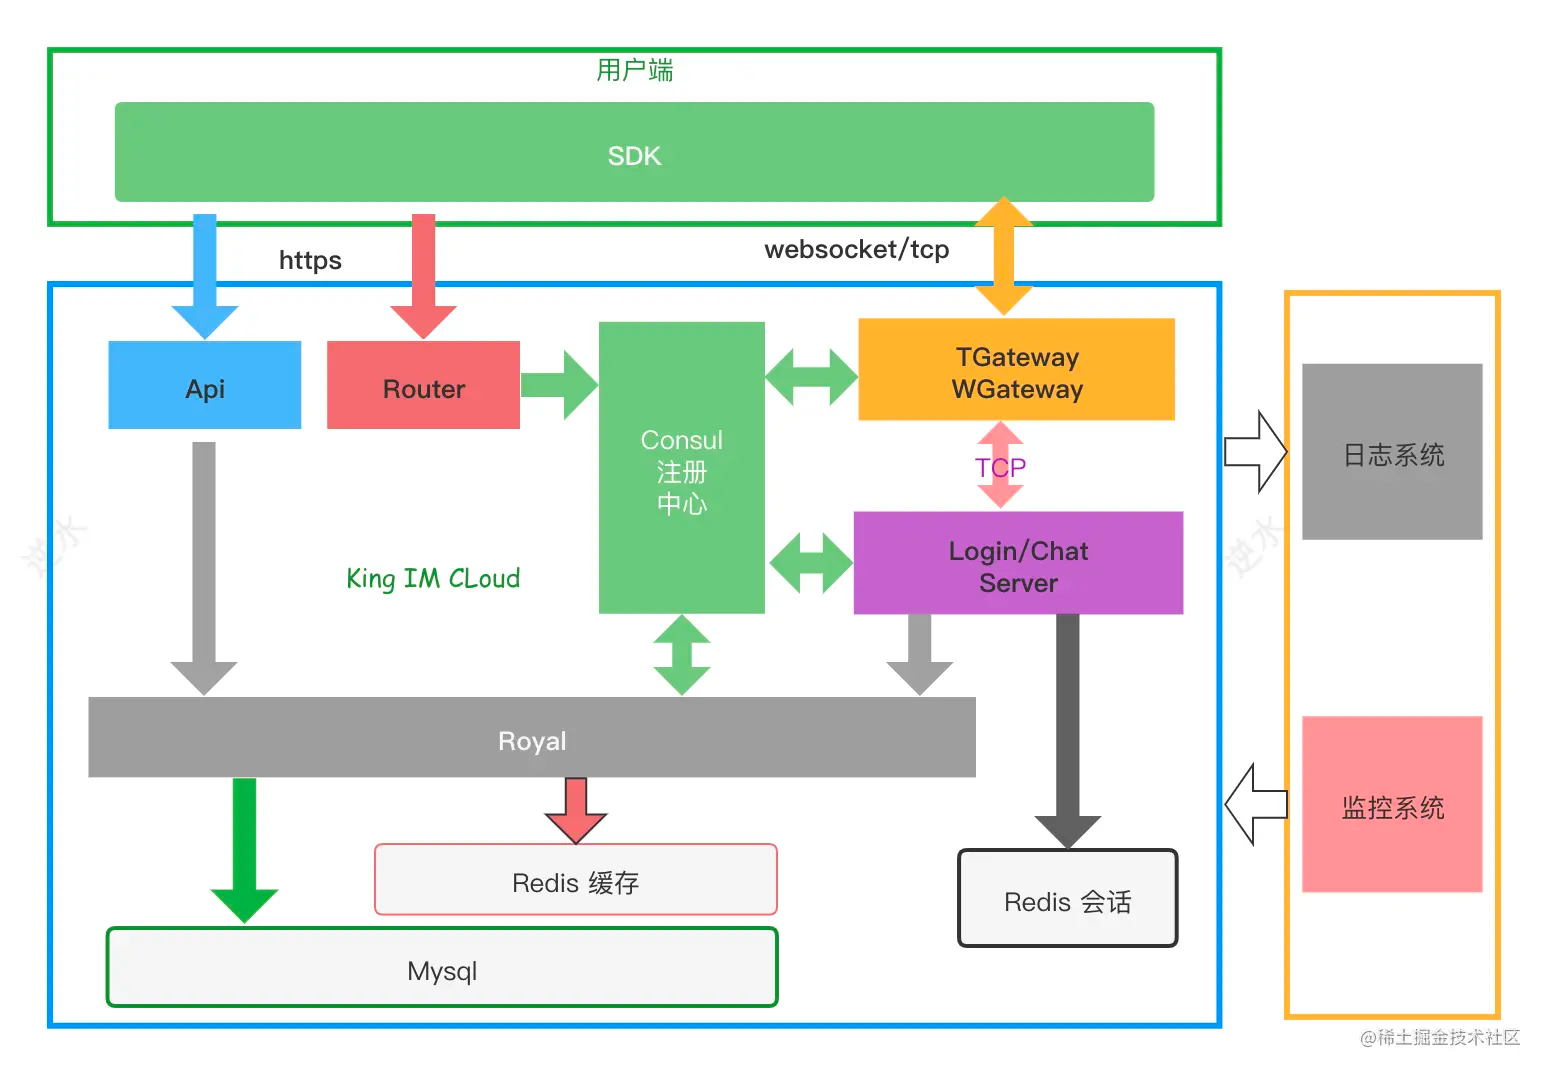 用户端
SDK
https
websocket/tcp
Api
Router
Consul
注册
中心
TGateway
WGateway
TCP
Login/Chat
Server
King IM CLoud
Royal
Redis 缓存
Mysql
Redis 会话
日志系统
监控系统
逆水
逆水
@稀土掘金技术社区